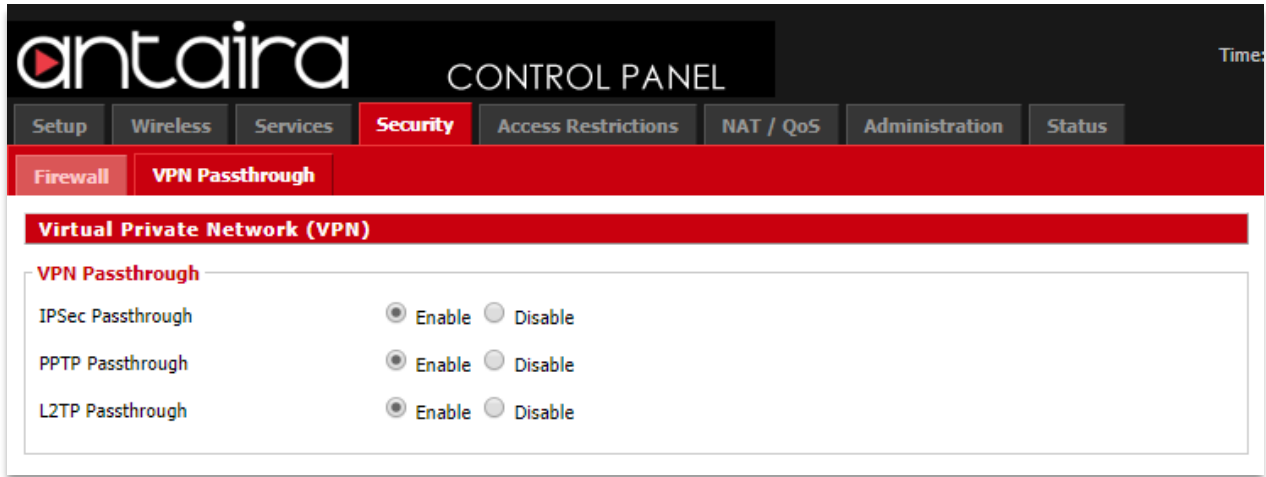 antaira CONTROL PANEL Time:
Setup Wireless Services Security Access Restrictions NAT / QoS Administration Status
Firewall VPN Passthrough
Virtual Private Network (VPN)
VPN Passthrough
IPSec Passthrough Enable Disable
PPTP Passthrough Enable Disable
L2TP Passthrough Enable Disable